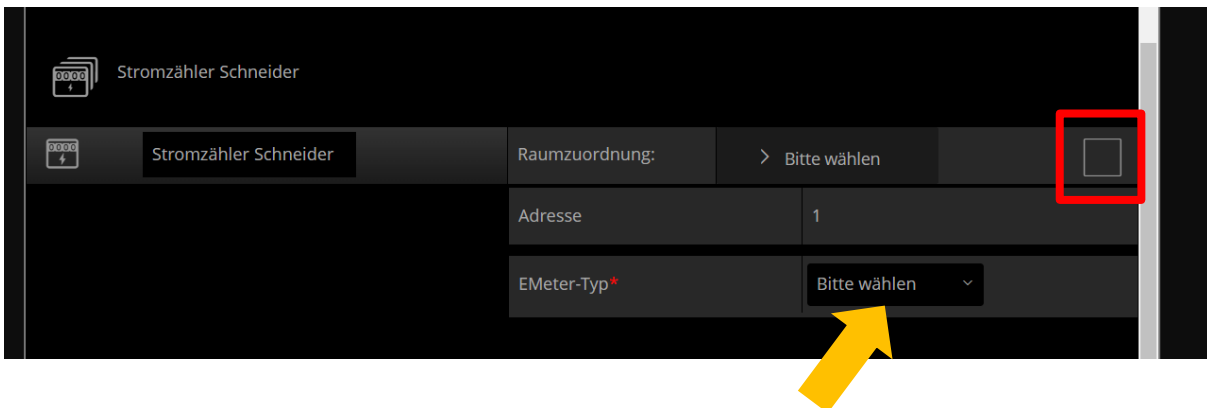 Stromzähler Schneider
Stromzähler Schneider Raumzuordnung: Bitte wählen
Adresse 1
EMeter-Typ* Bitte wählen